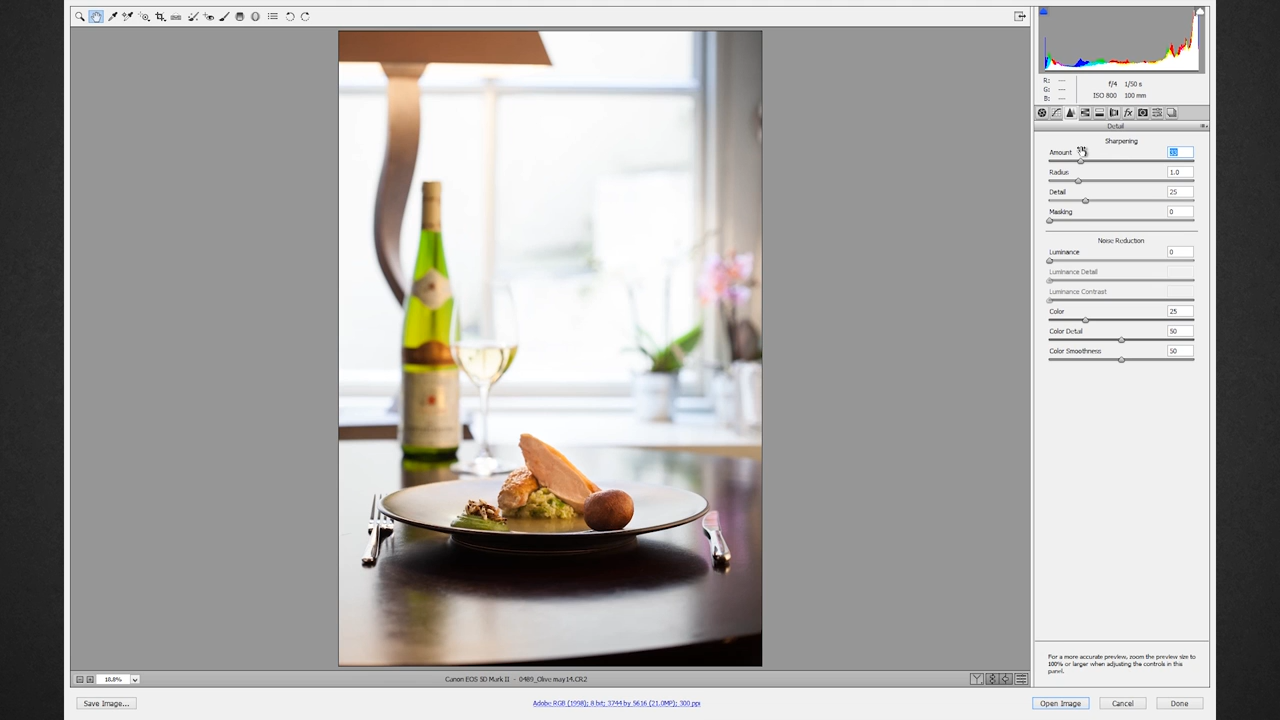 R: ---
G: ---
B: ---
f/4 1/50 s
ISO 800 100 mm
fx
Detail
Sharpening
Amount
Radius 1.0
Detail 25
Masking 0
Noise Reduction
Luminance 0
Luminance Detail
Luminance Contrast
Color 25
Color Detail 50
Color Smoothness 50
For a more accurate preview, zoom the preview size to
100% or larger when adjusting the controls in this
panel.
18.8% Canon EOS 5D Mark II - 0489_Olive may14.CR2 Y
Save Image... Adobe RGB (1998); 8 bit; 3744 by 5616 (21.0MP); 300 ppi Open Image Cancel Done